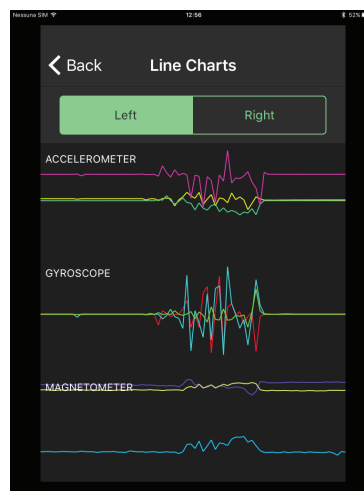 Nessuna SIM 12:56 52%
Back Line Charts
Left Right
ACCELEROMETER
GYROSCOPE
MAGNETOMETER